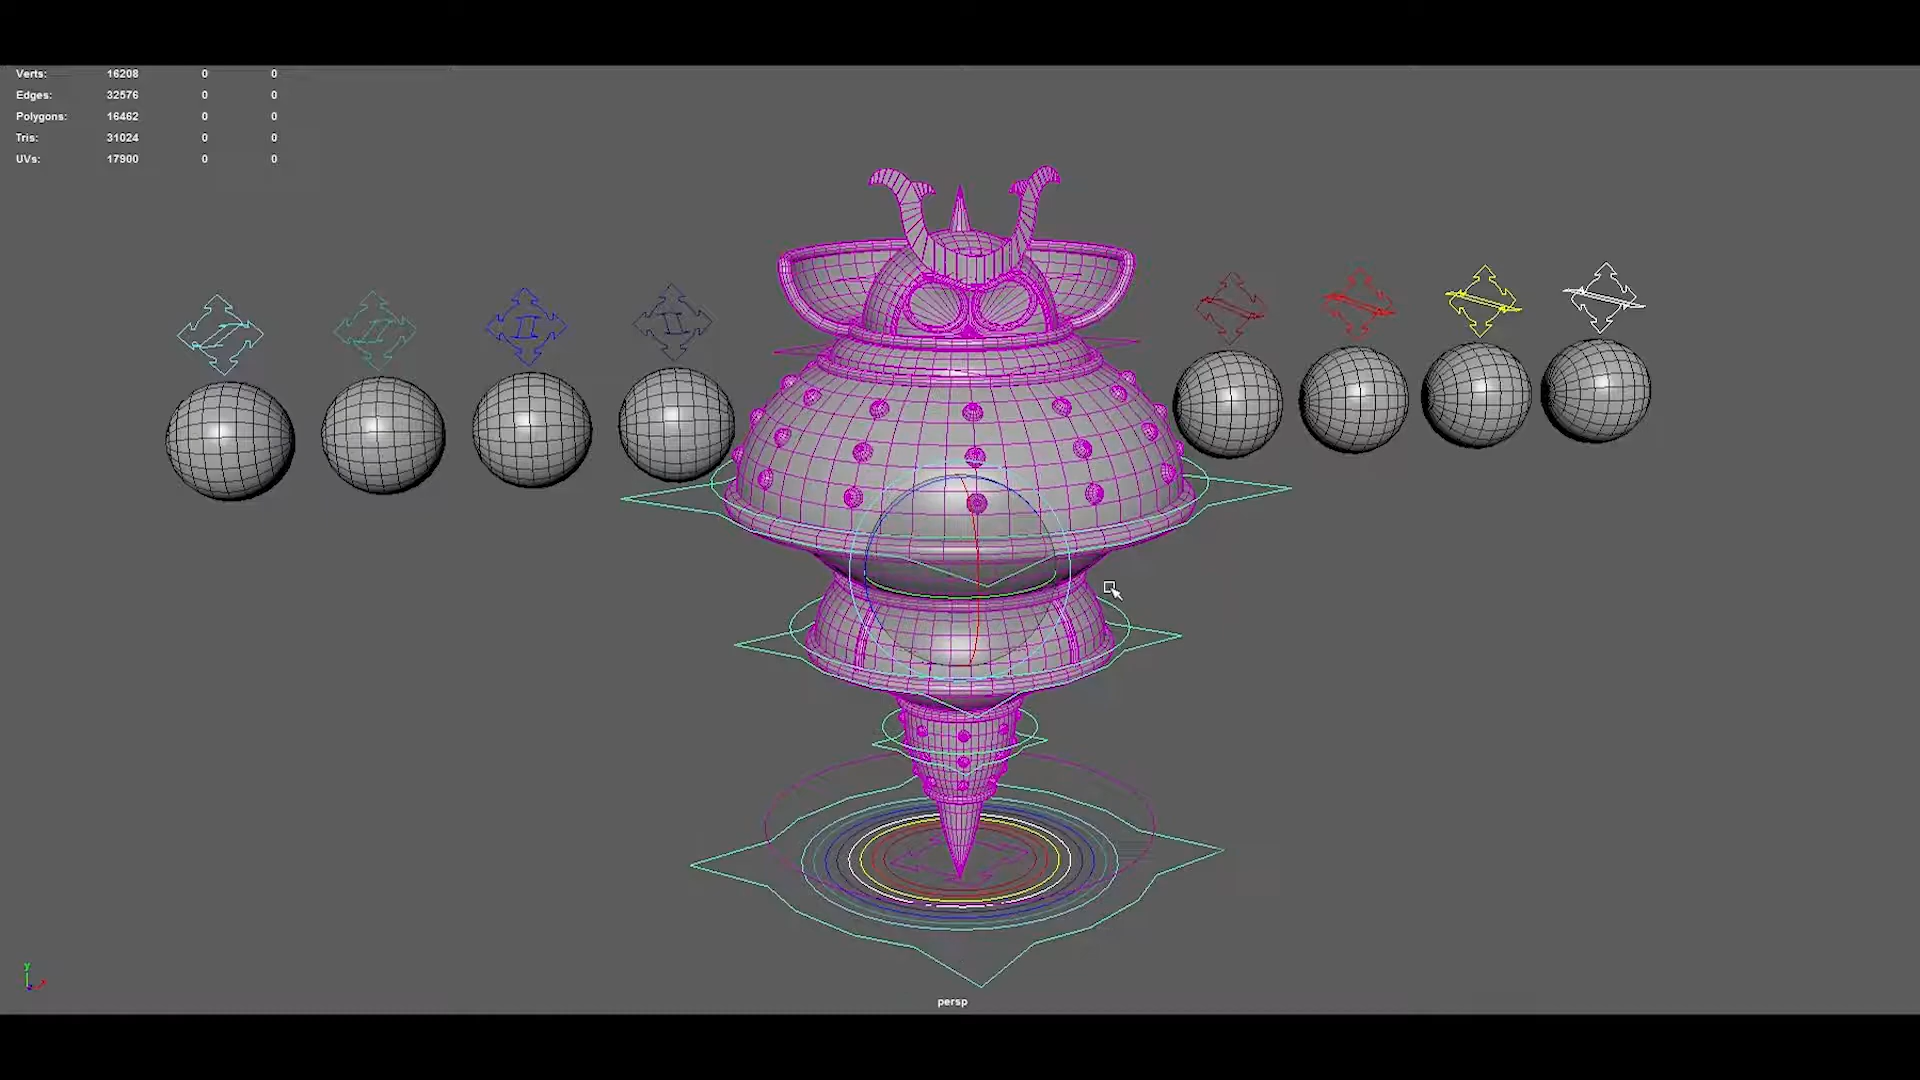 Verts: 16208 0 0
Edges: 32576 0 0
Polygons: 16462 0 0
Tris: 31024 0 0
UVs: 17900 0 0
y
persp